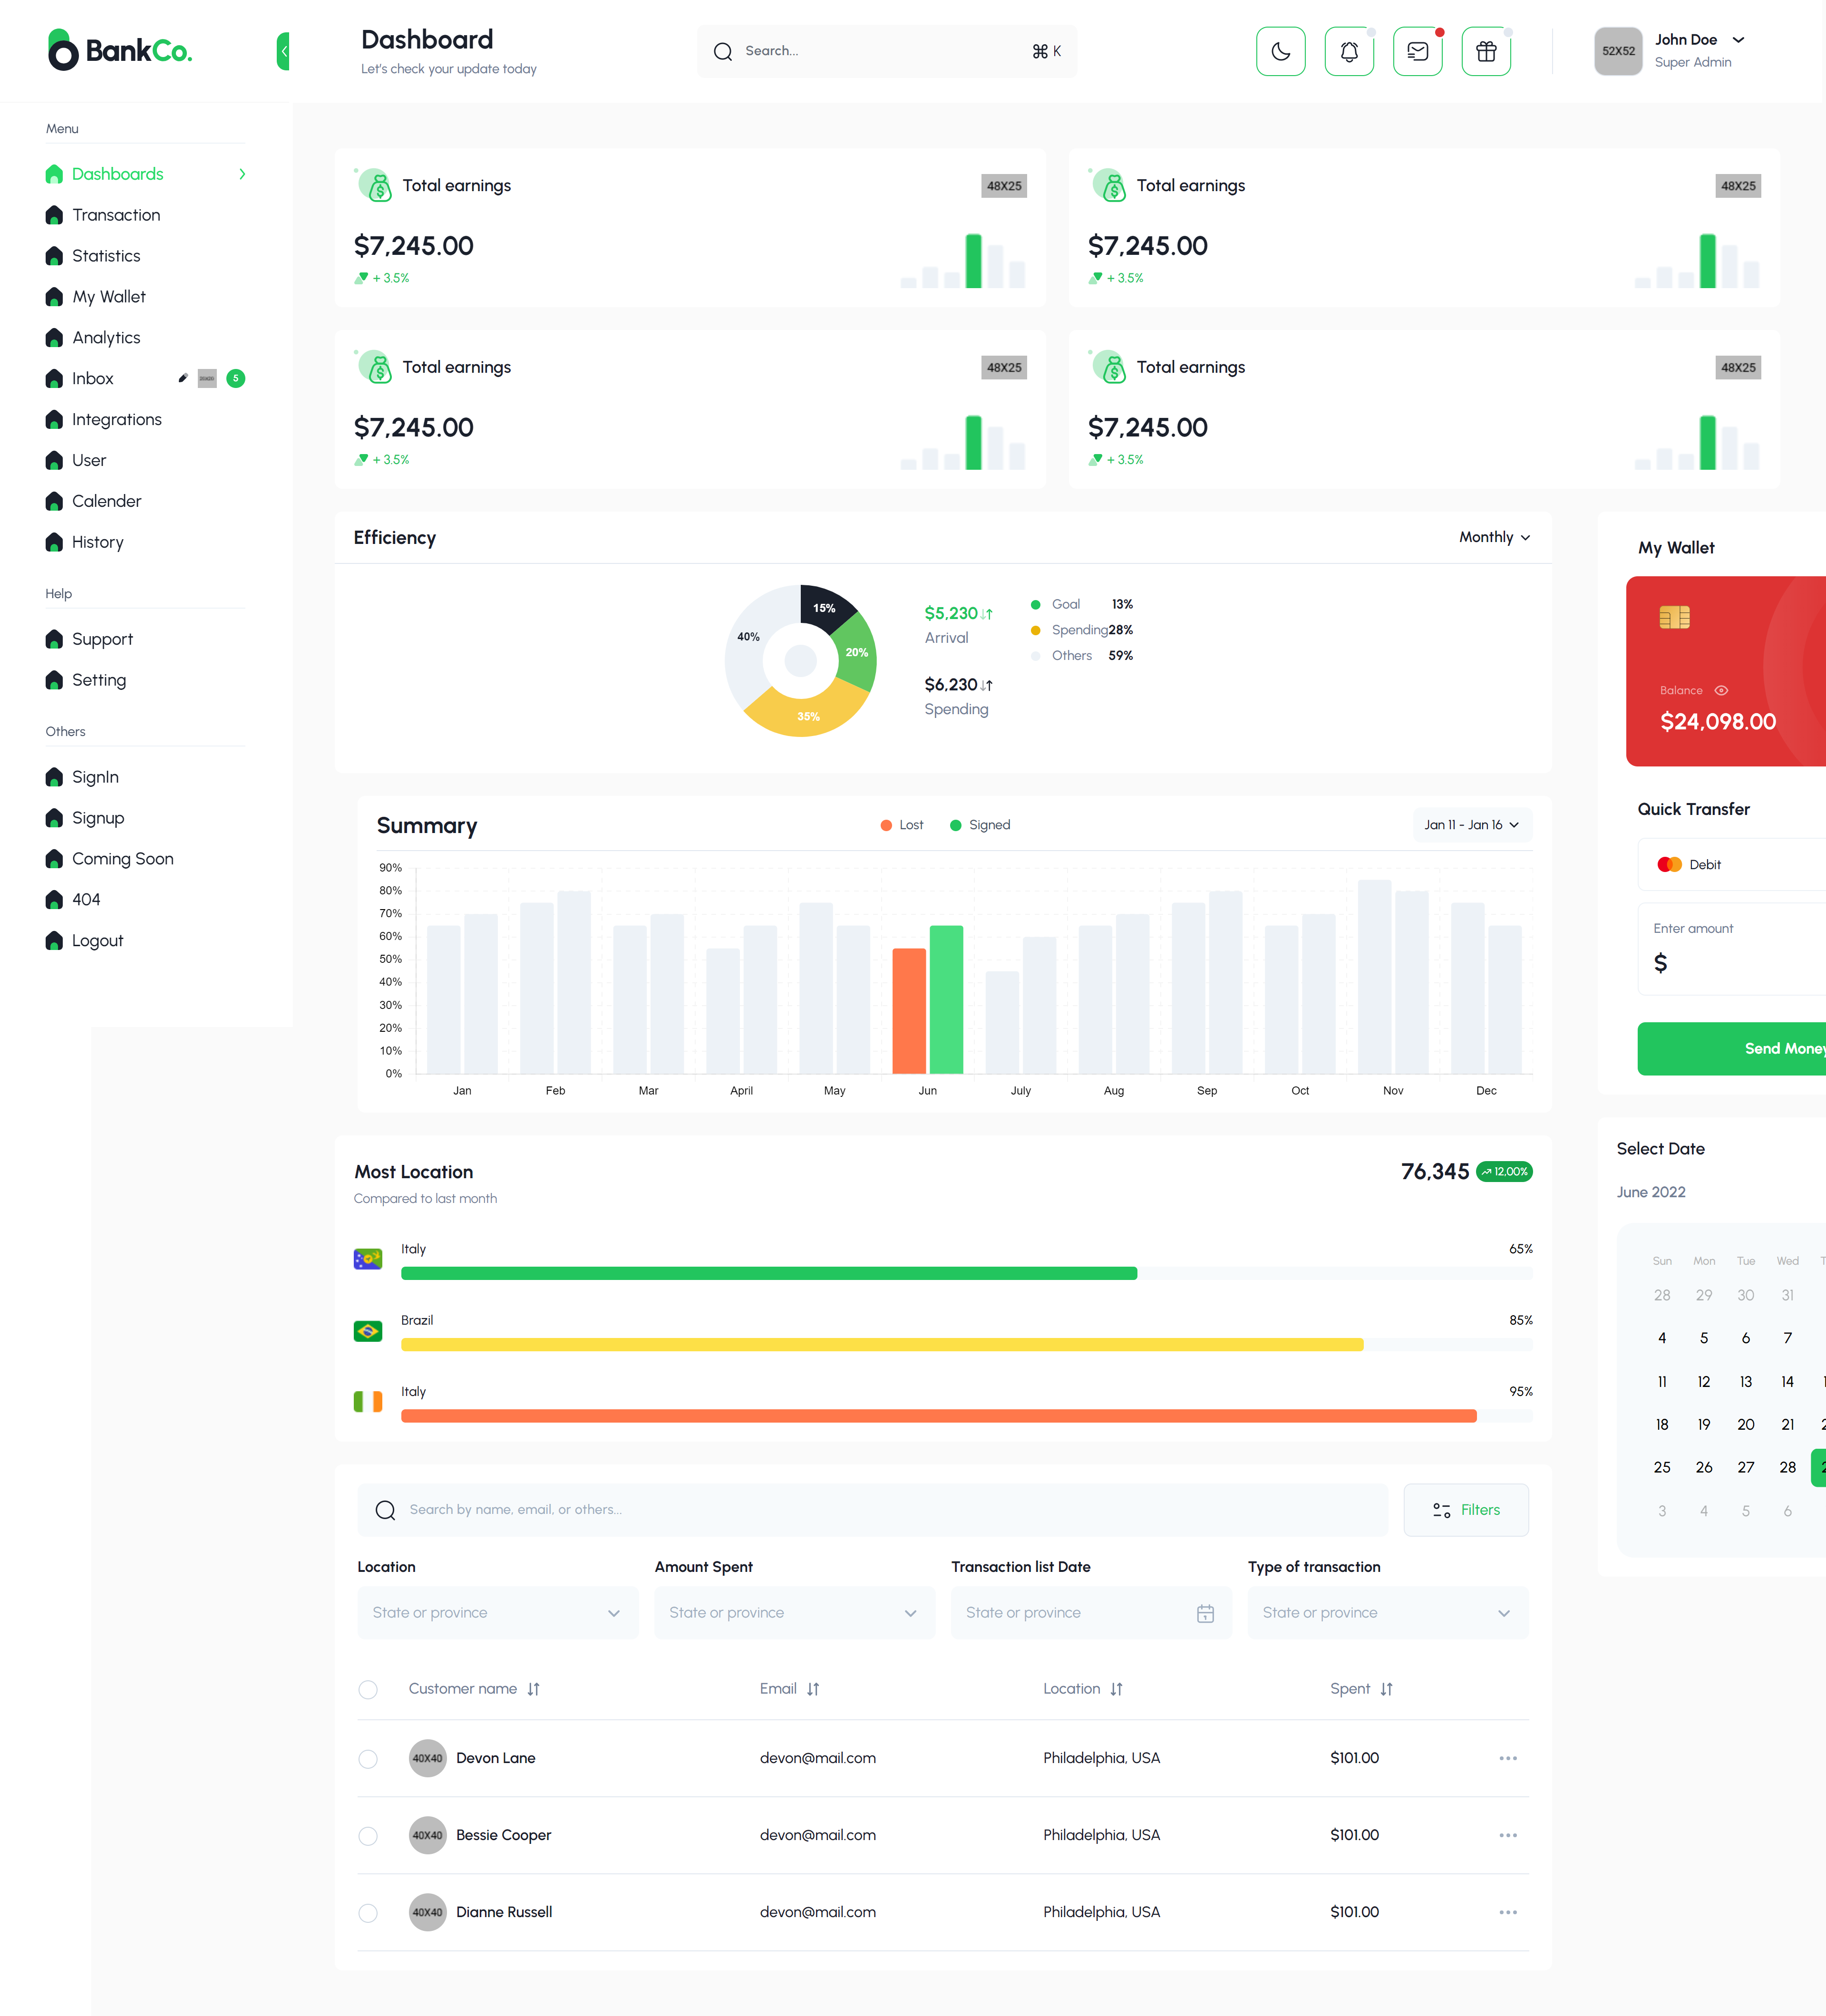 BankCo.
Dashboard
Let's check your update today
Search...
⌘ K
52X52
John Doe
Super Admin
Menu
Dashboards
Transaction
Statistics
My Wallet
Analytics
Inbox
5
Integrations
User
Calender
History
Help
Support
Setting
Others
SignIn
Signup
Coming Soon
404
Logout
Total earnings
48X25
$7,245.00
+ 3.5%
Total earnings
48X25
$7,245.00
+ 3.5%
Total earnings
48X25
$7,245.00
+ 3.5%
Total earnings
48X25
$7,245.00
+ 3.5%
Efficiency
Monthly
15%
20%
35%
40%
$5,230
Arrival
$6,230
Spending
Goal 13%
Spending 28%
Others 59%
Summary
Lost
Signed
Jan 11 - Jan 16
90%
80%
70%
60%
50%
40%
30%
20%
10%
0%
Jan Feb Mar April May Jun July Aug Sep Oct Nov Dec
Most Location
Compared to last month
76,345
12.00%
Italy 65%
Brazil 85%
Italy 95%
Search by name, email, or others...
Filters
Location
State or province
Amount Spent
State or province
Transaction list Date
State or province
Type of transaction
State or province
Customer name Email Location Spent
40X40 Devon Lane devon@mail.com Philadelphia, USA $101.00
40X40 Bessie Cooper devon@mail.com Philadelphia, USA $101.00
40X40 Dianne Russell devon@mail.com Philadelphia, USA $101.00
My Wallet
Balance
$24,098.00
Quick Transfer
Debit
Enter amount
$
Send Money
Select Date
June 2022
Sun Mon Tue Wed
28 29 30 31
4 5 6 7
11 12 13 14
18 19 20 21
25 26 27 28
3 4 5 6